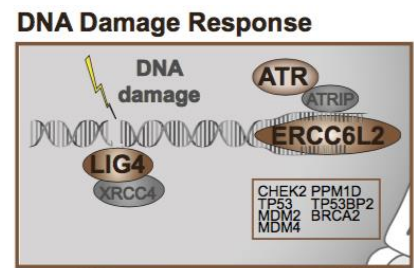 DNA Damage Response
DNA
damage
ATR
ATRIP
ERCC6L2
LIG4
XRCC4
CHEK2 PPM1D
TP53 TP53BP2
MDM2 BRCA2
MDM4